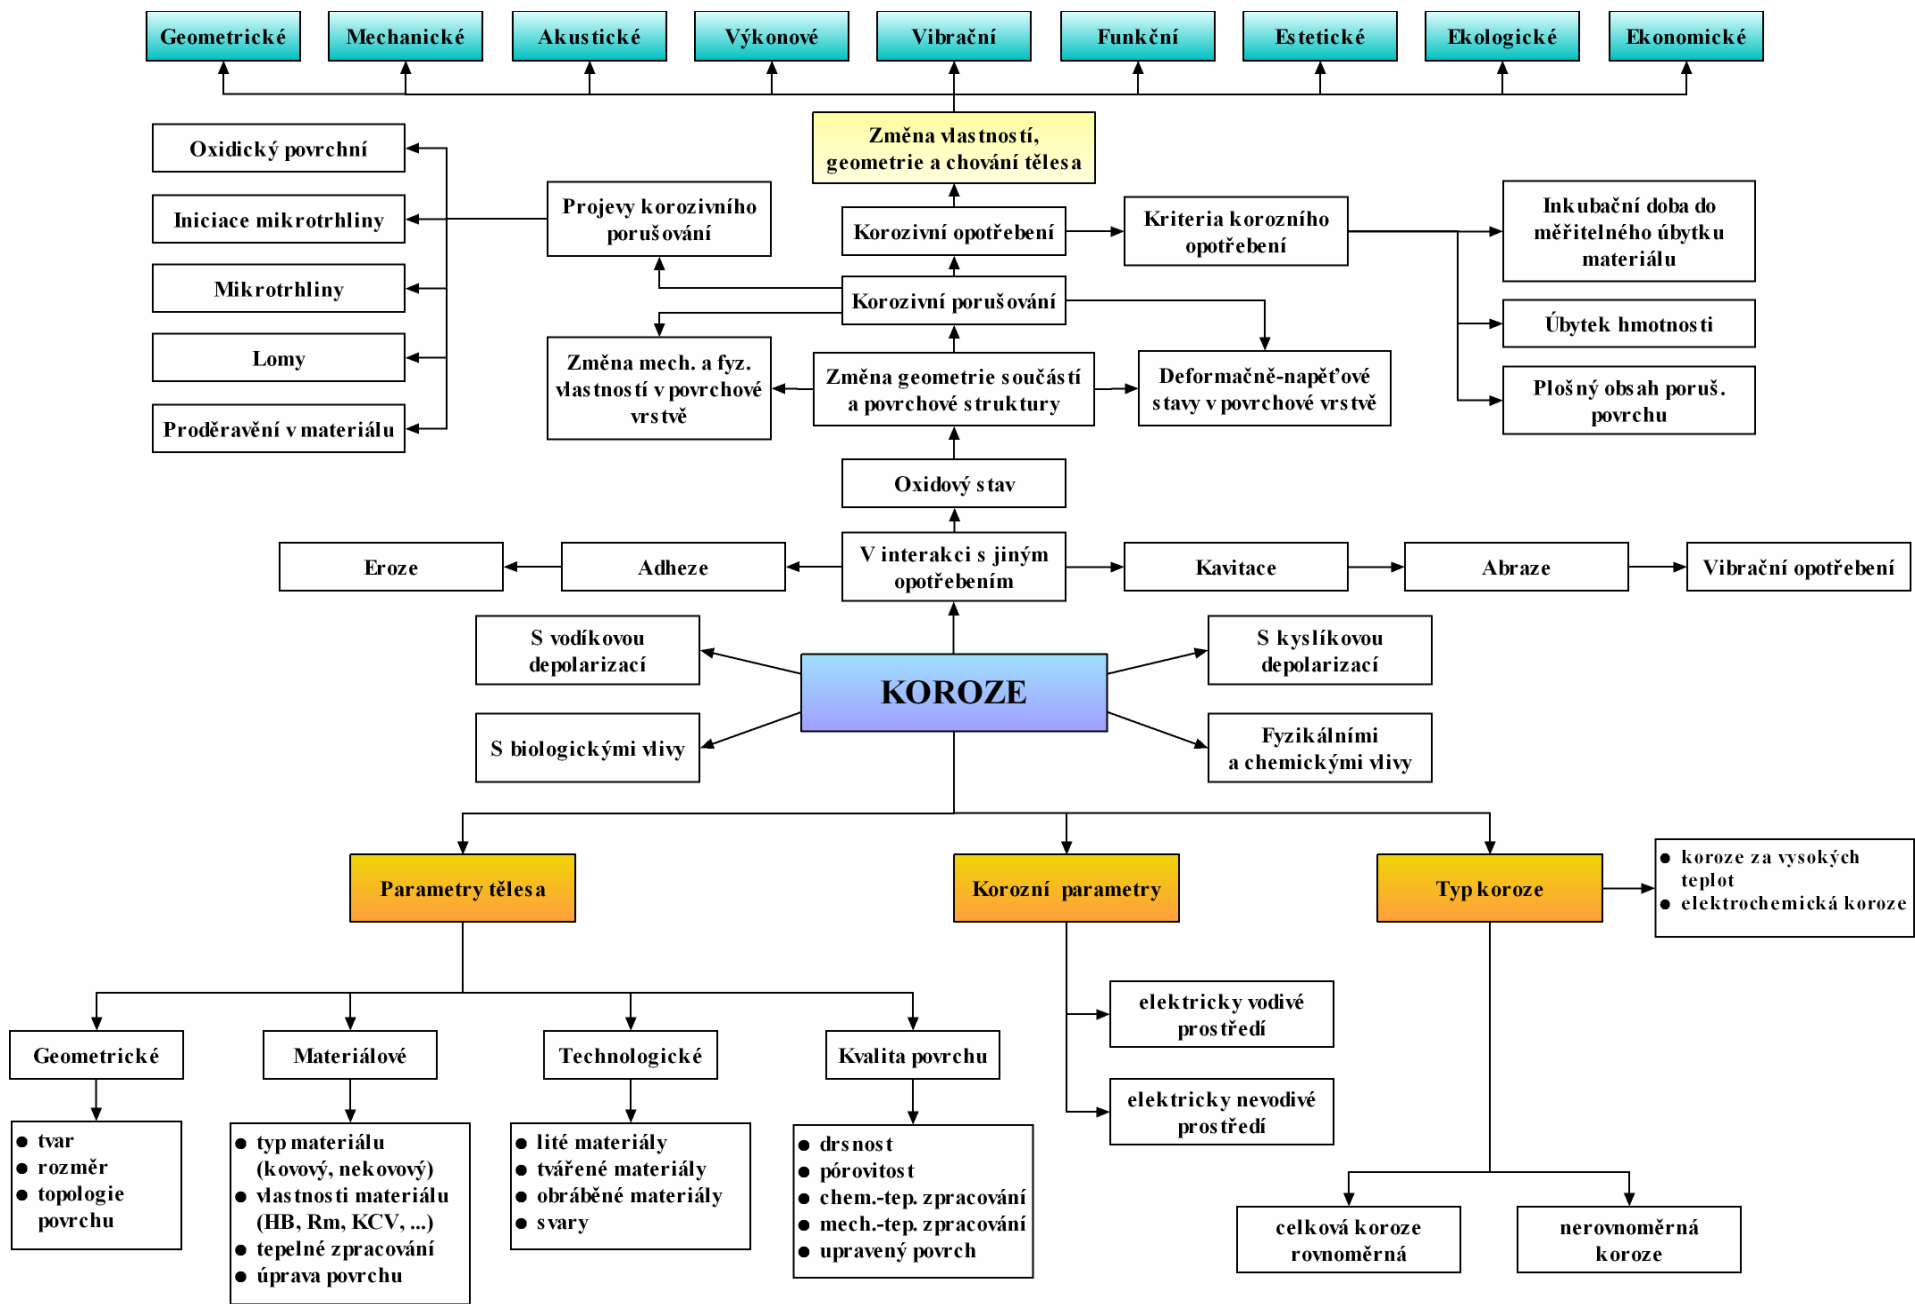 Geometrické
Mechanické
Akustické
Výkonové
Vibrační
Funkční
Estetické
Ekologické
Ekonomické
Změna vlastností,
geometrie a chování tělesa
Oxidický povrchní
Iniciace mikrotrhliny
Mikrotrhliny
Lomy
Proděravění v materiálu
Projevy korozivního
porušování
Korozivní opotřebení
Kriteria korozního
opotřebení
Inkubační doba do
měřitelného úbytku
materiálu
Úbytek hmotnosti
Plošný obsah poruš.
povrchu
Korozivní porušování
Změna mech. a fyz.
vlastností v povrchové
vrstvě
Změna geometrie součástí
a povrchové struktury
Deformačně-napěťové
stavy v povrchové vrstvě
Oxidový stav
Eroze
Adheze
V interakci s jiným
opotřebením
Kavitace
Abraze
Vibrační opotřebení
S vodíkovou
depolarizací
S kyslíkovou
depolarizací
KOROZE
S biologickými vlivy
Fyzikálními
a chemickými vlivy
Parametry tělesa
Korozní parametry
Typ koroze
● koroze za vysokých
teplot
● elektrochemická koroze
elektricky vodivé
prostředí
elektricky nevodivé
prostředí
Geometrické
Materiálové
Technologické
Kvalita povrchu
● tvar
● rozměr
● topologie
povrchu
● typ materiálu
(kovový, nekovový)
● vlastnosti materiálu
(HB, Rm, KCV, ...)
● tepelné zpracování
● úprava povrchu
● lité materiály
● tvářené materiály
● obráběné materiály
● svary
● drsnost
● pórovitost
● chem.-tep. zpracování
● mech.-tep. zpracování
● upravený povrch
celková koroze
rovnoměrná
nerovnoměrná
koroze